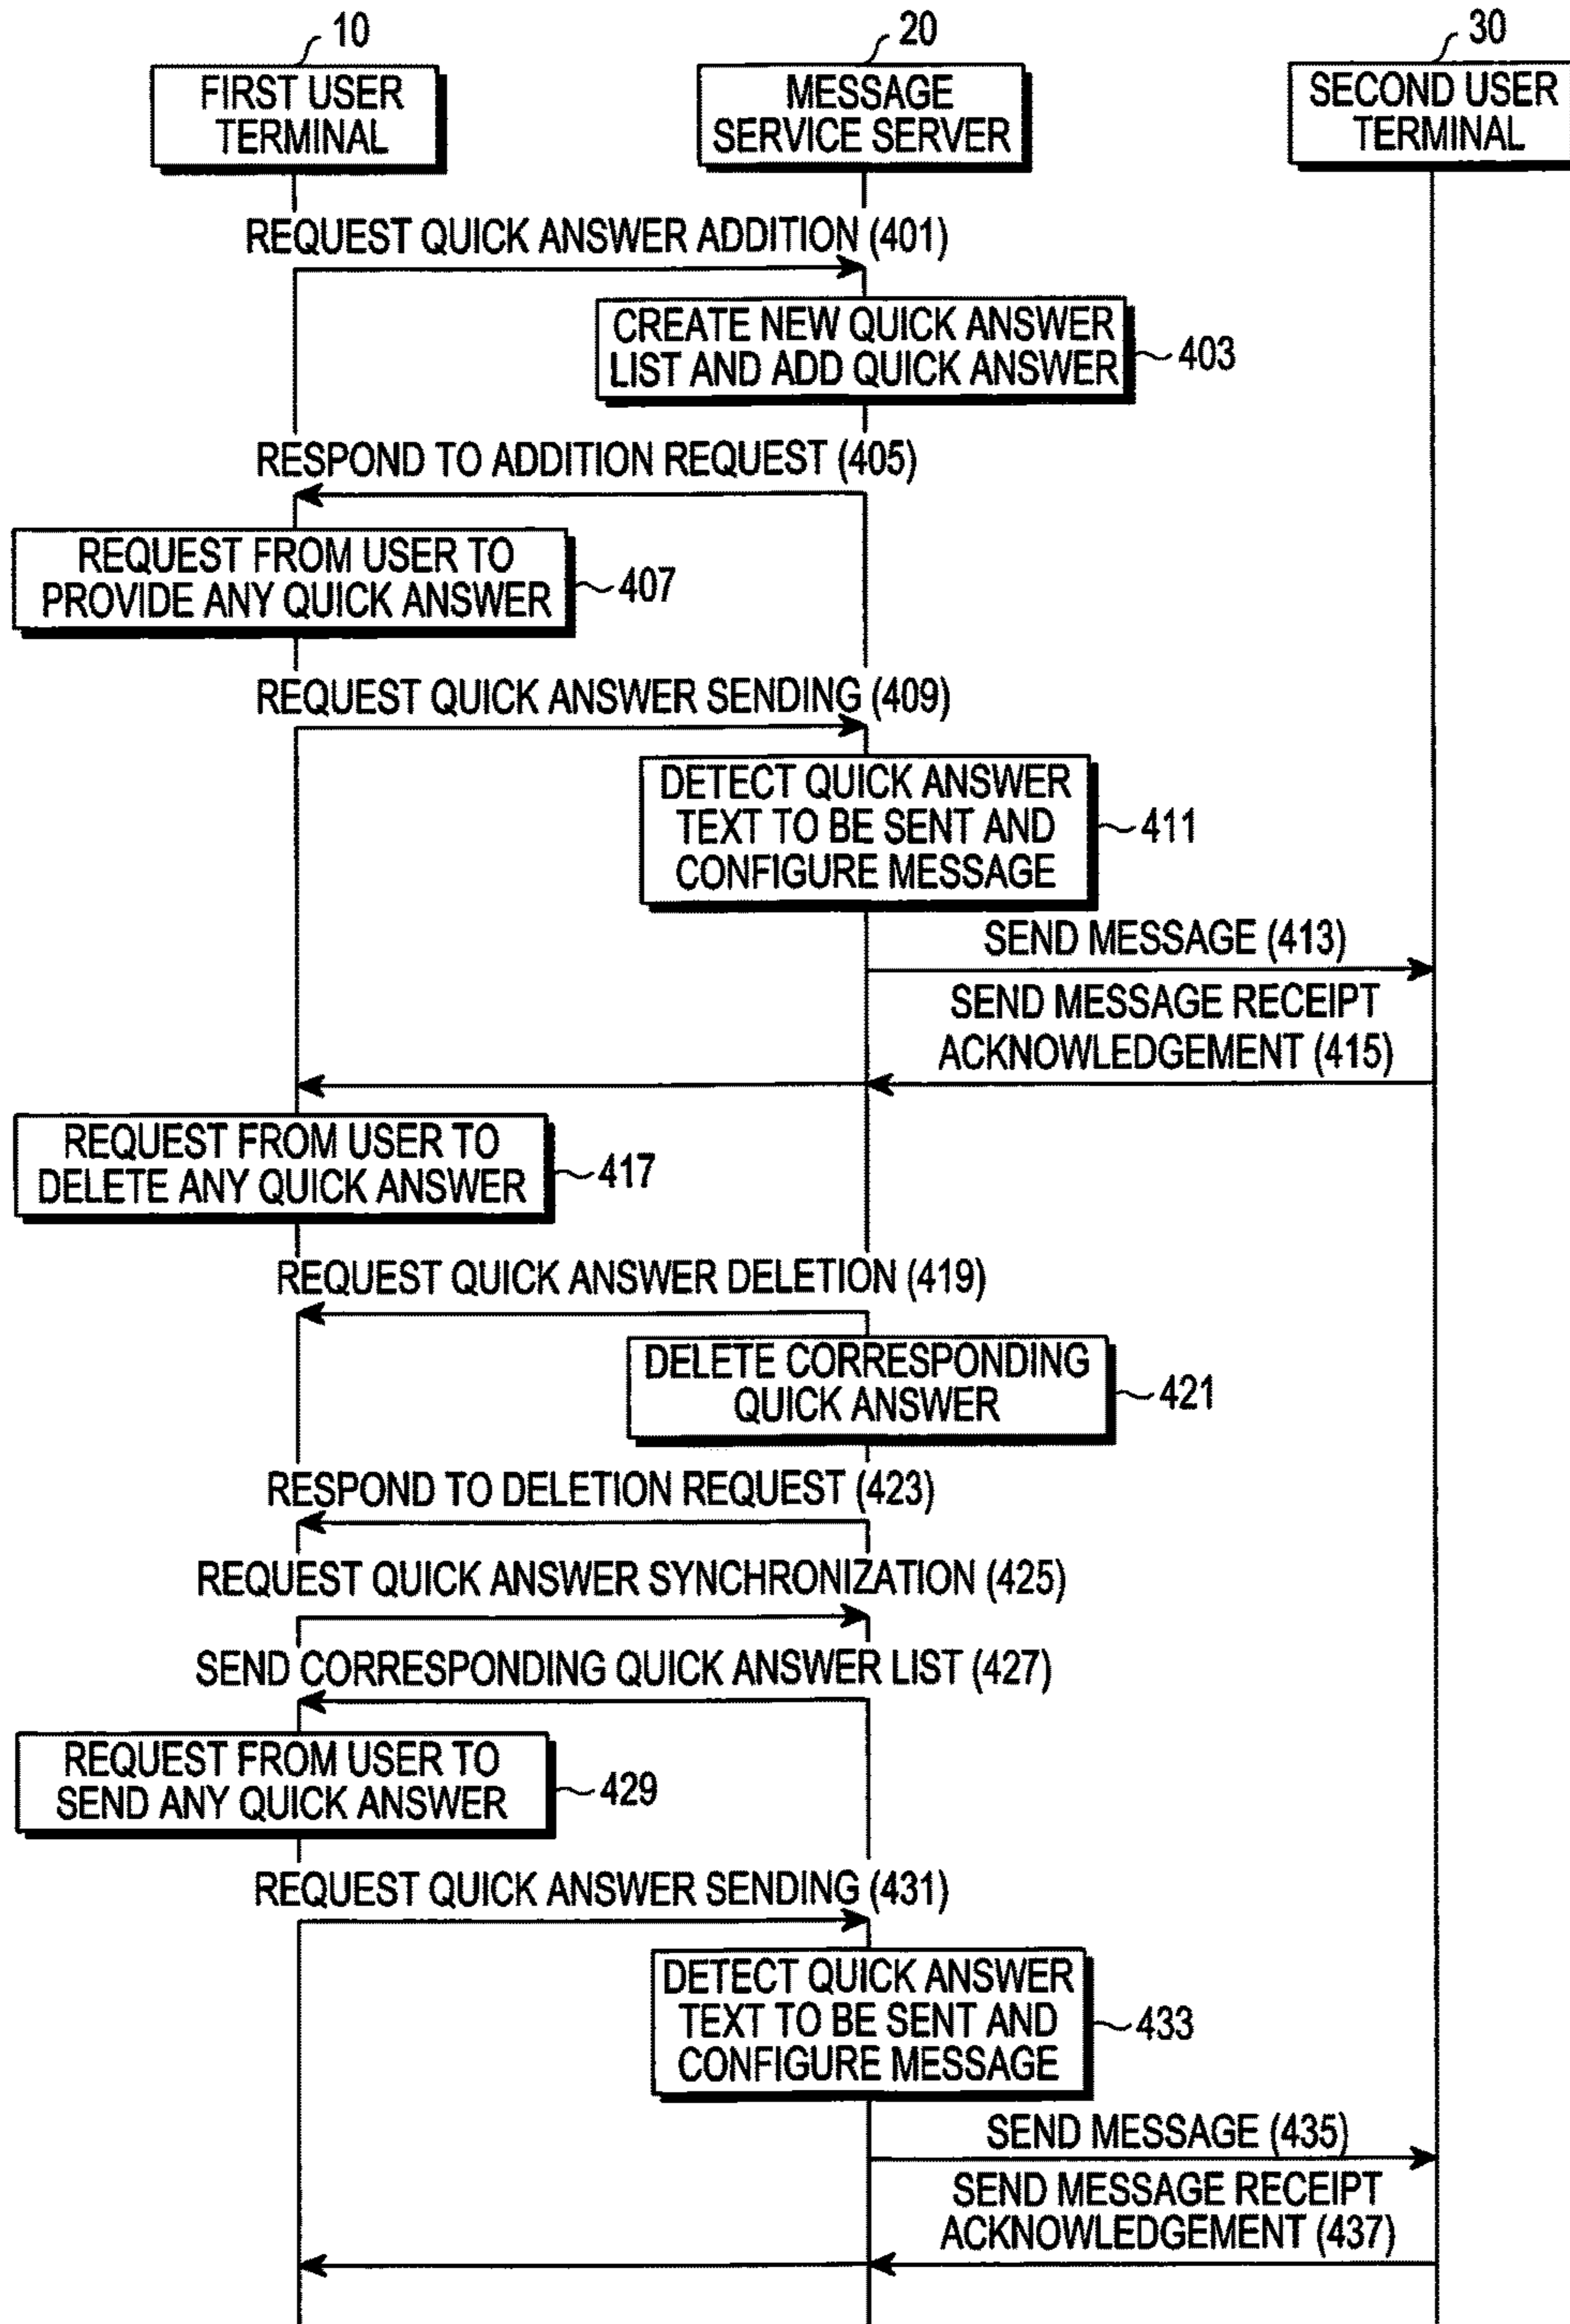 10
20
30
FIRST USER
TERMINAL
MESSAGE
SERVICE SERVER
SECOND USER
TERMINAL
REQUEST QUICK ANSWER ADDITION (401)
CREATE NEW QUICK ANSWER
LIST AND ADD QUICK ANSWER
403
RESPOND TO ADDITION REQUEST (405)
REQUEST FROM USER TO
PROVIDE ANY QUICK ANSWER
407
REQUEST QUICK ANSWER SENDING (409)
DETECT QUICK ANSWER
TEXT TO BE SENT AND
CONFIGURE MESSAGE
411
SEND MESSAGE (413)
SEND MESSAGE RECEIPT
ACKNOWLEDGEMENT (415)
REQUEST FROM USER TO
DELETE ANY QUICK ANSWER
417
REQUEST QUICK ANSWER DELETION (419)
DELETE CORRESPONDING
QUICK ANSWER
421
RESPOND TO DELETION REQUEST (423)
REQUEST QUICK ANSWER SYNCHRONIZATION (425)
SEND CORRESPONDING QUICK ANSWER LIST (427)
REQUEST FROM USER TO
SEND ANY QUICK ANSWER
429
REQUEST QUICK ANSWER SENDING (431)
DETECT QUICK ANSWER
TEXT TO BE SENT AND
CONFIGURE MESSAGE
433
SEND MESSAGE (435)
SEND MESSAGE RECEIPT
ACKNOWLEDGEMENT (437)